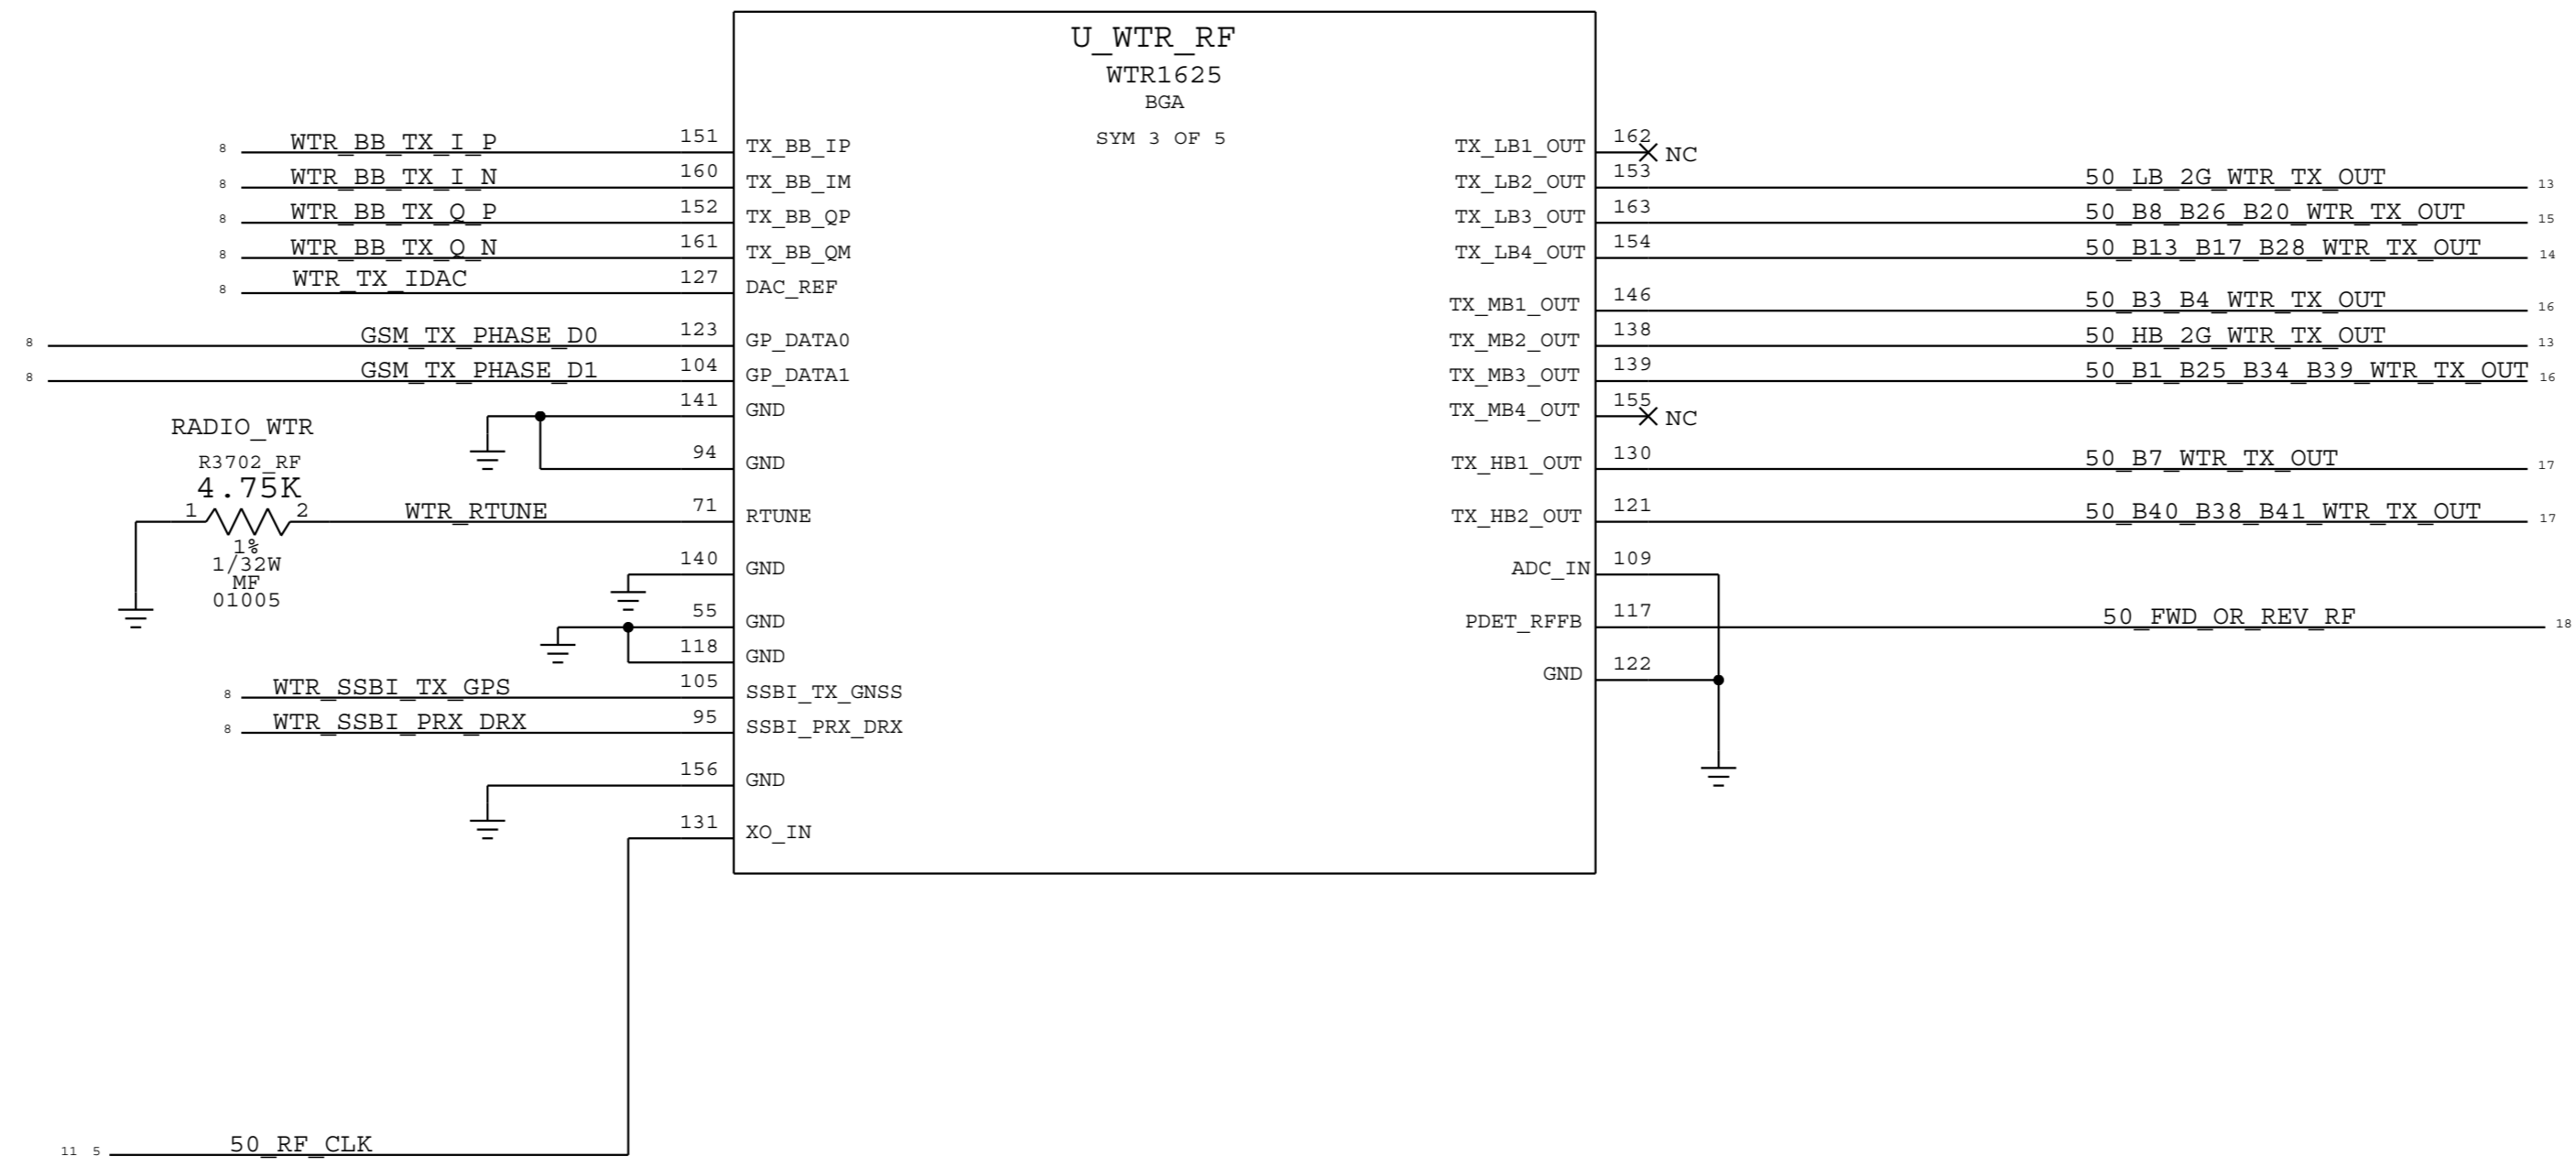 U_WTR_RF
WTR1625
BGA
SYM 3 OF 5
8 WTR_BB_TX_I_P 151 TX_BB_IP
8 WTR_BB_TX_I_N 160 TX_BB_IM
8 WTR_BB_TX_Q_P 152 TX_BB_QP
8 WTR_BB_TX_Q_N 161 TX_BB_QM
8 WTR_TX_IDAC 127 DAC_REF
8 GSM_TX_PHASE_D0 123 GP_DATA0
8 GSM_TX_PHASE_D1 104 GP_DATA1
141 GND
94 GND
RADIO_WTR
R3702_RF
4.75K
1 2 WTR_RTUNE 71 RTUNE
1%
1/32W
MF
01005
140 GND
55 GND
118 GND
8 WTR_SSBI_TX_GPS 105 SSBI_TX_GNSS
8 WTR_SSBI_PRX_DRX 95 SSBI_PRX_DRX
156 GND
131 XO_IN
11 5 50_RF_CLK
TX_LB1_OUT 162 NC
TX_LB2_OUT 153 50_LB_2G_WTR_TX_OUT 13
TX_LB3_OUT 163 50_B8_B26_B20_WTR_TX_OUT 15
TX_LB4_OUT 154 50_B13_B17_B28_WTR_TX_OUT 14
TX_MB1_OUT 146 50_B3_B4_WTR_TX_OUT 16
TX_MB2_OUT 138 50_HB_2G_WTR_TX_OUT 13
TX_MB3_OUT 139 50_B1_B25_B34_B39_WTR_TX_OUT 16
TX_MB4_OUT 155 NC
TX_HB1_OUT 130 50_B7_WTR_TX_OUT 17
TX_HB2_OUT 121 50_B40_B38_B41_WTR_TX_OUT 17
ADC_IN 109
PDET_RFFB 117 50_FWD_OR_REV_RF 18
GND 122